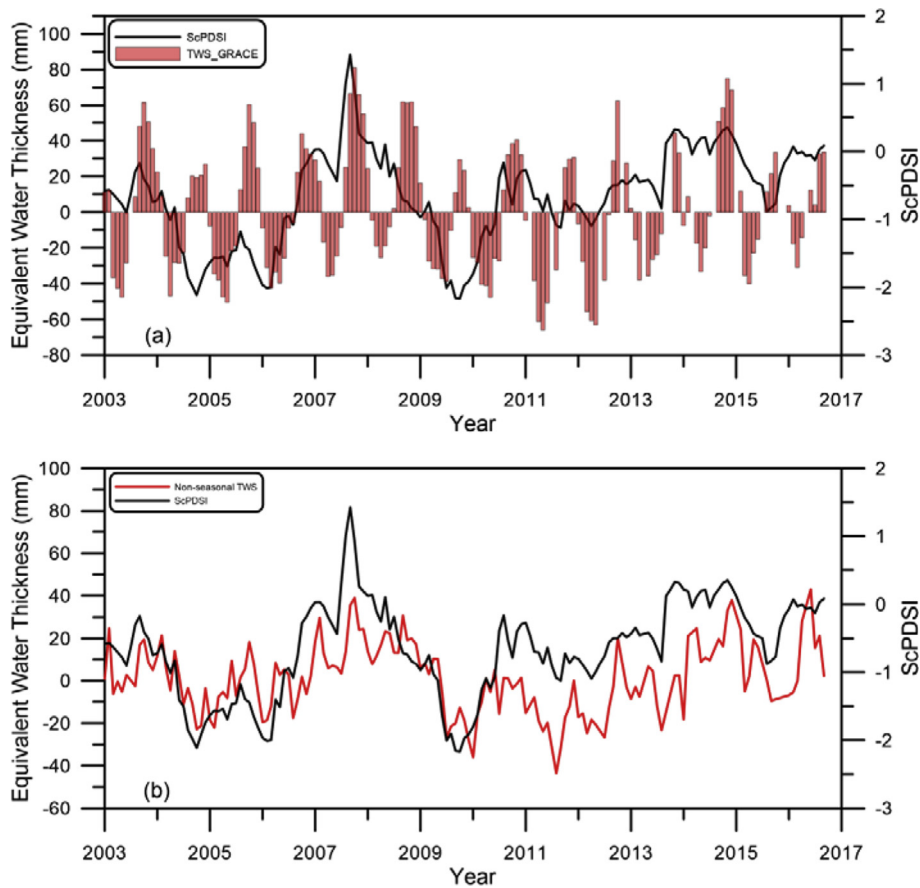 100
80
60
40
20
0
-20
-40
-60
-80
Equivalent Water Thickness (mm)
ScPDSI
TWS_GRACE
(a)
2
1
0
-1
-2
-3
ScPDSI
2003 2005 2007 2009 2011 2013 2015 2017
Year
100
80
60
40
20
0
-20
-40
-60
Equivalent Water Thickness (mm)
Non-seasonal TWS
ScPDSI
(b)
2
1
0
-1
-2
-3
ScPDSI
2003 2005 2007 2009 2011 2013 2015 2017
Year